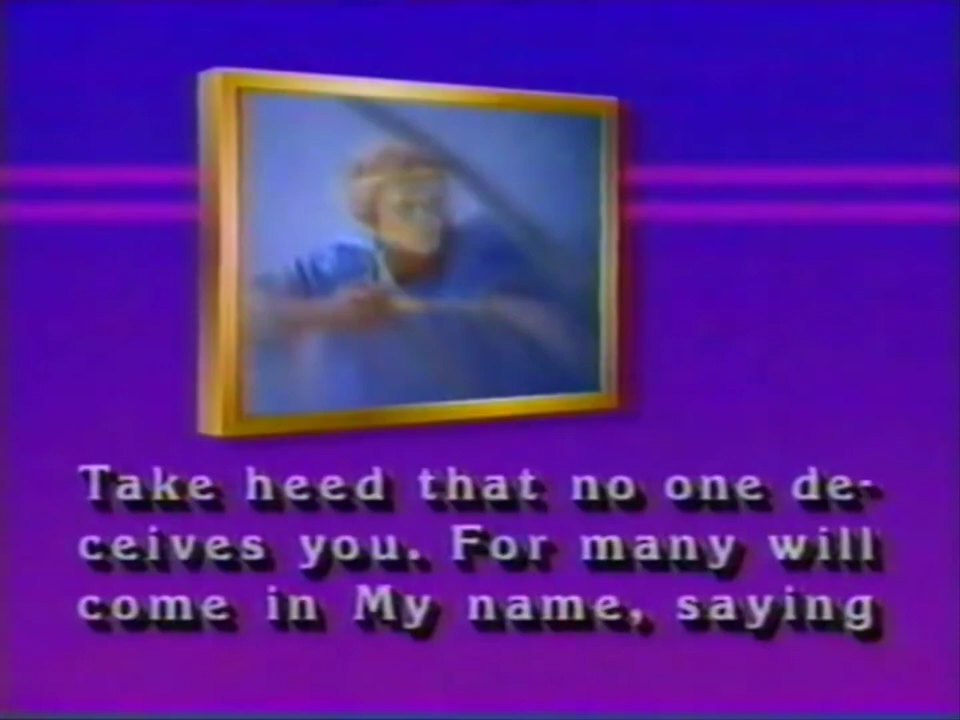 Take heed that no one de-
ceives you. For many will
come in My name, saying